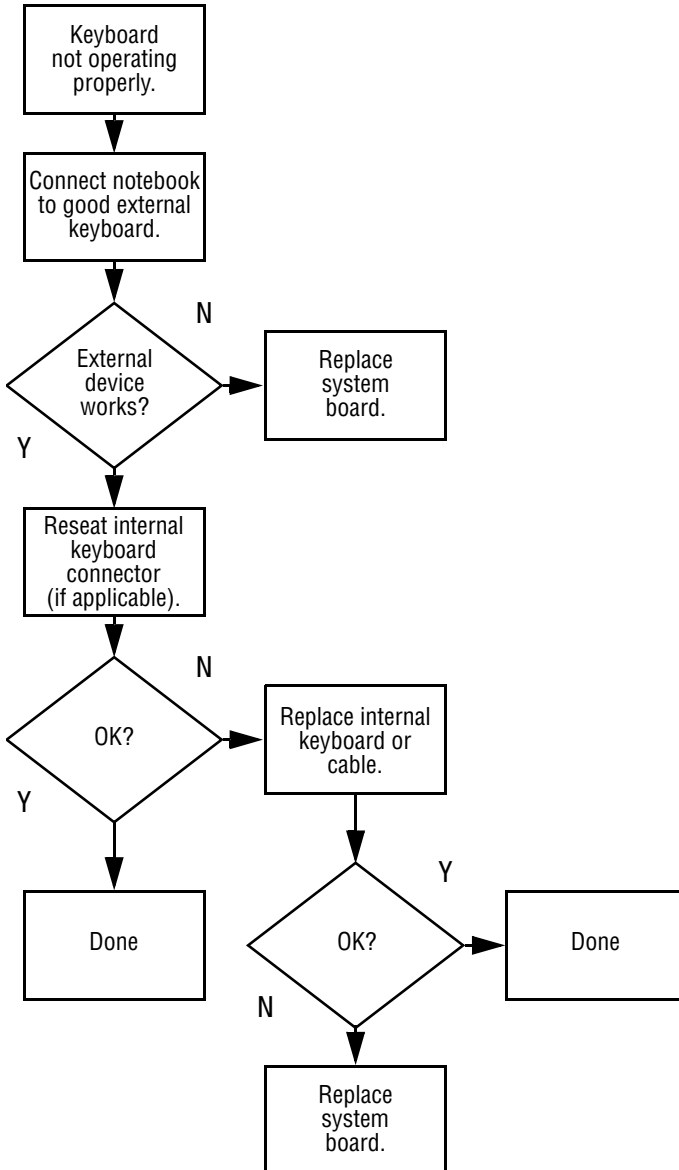 Keyboard
not operating
properly.
Connect notebook
to good external
keyboard.
N
External
device
works?
Replace
system
board.
Y
Reseat internal
keyboard
connector
(if applicable).
N
OK?
Replace internal
keyboard or
cable.
Y
Y
Done
OK?
Done
N
Replace
system
board.